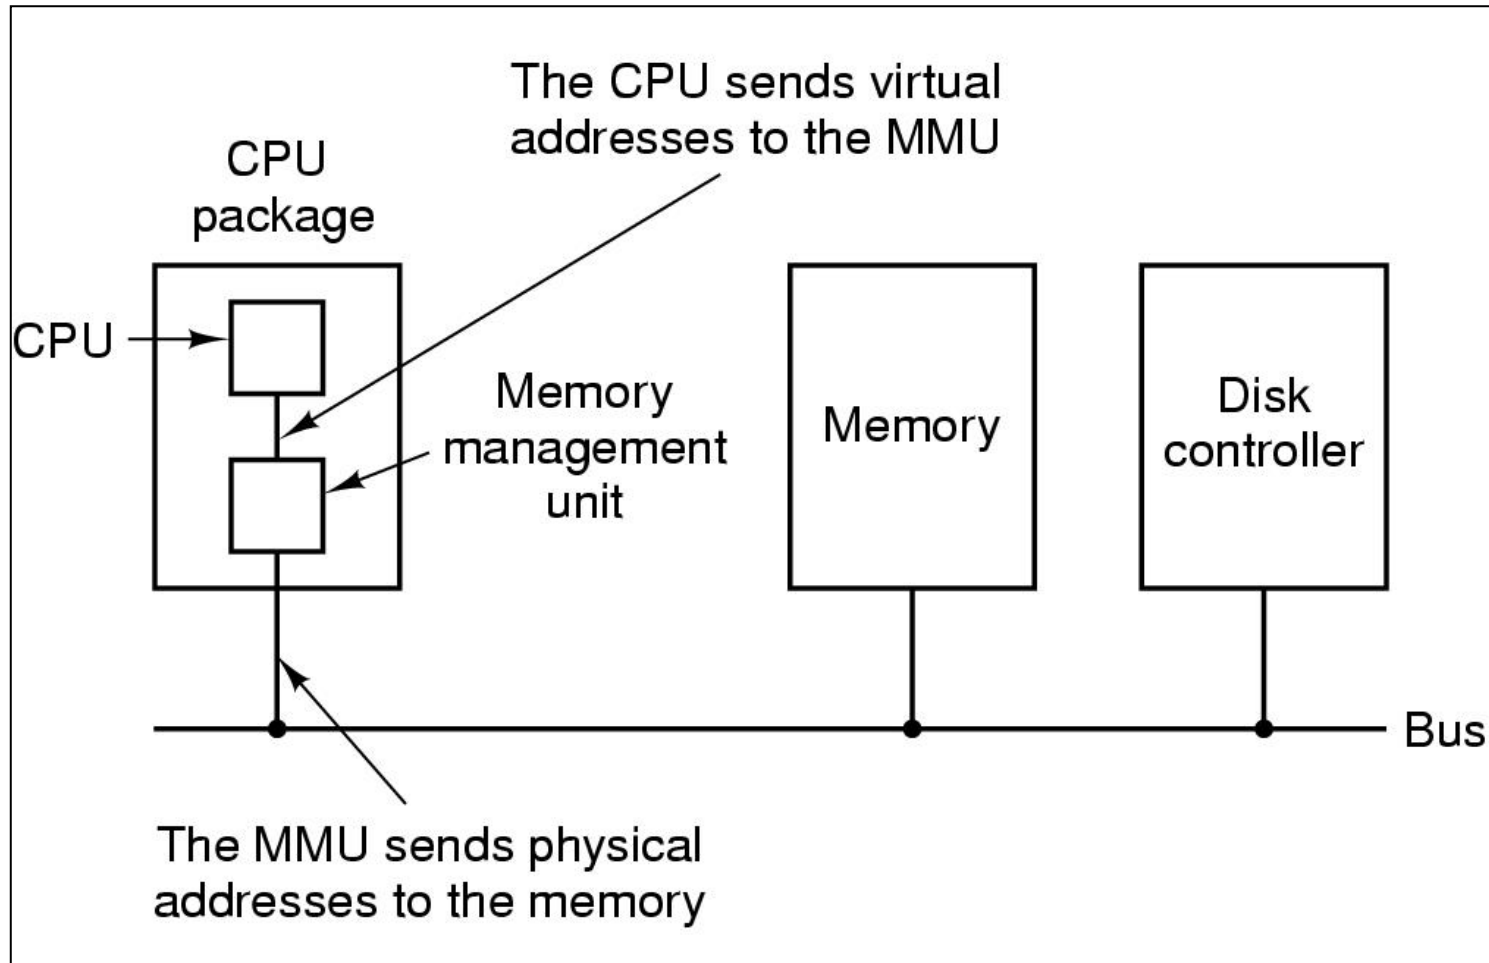 The CPU sends virtual
addresses to the MMU
CPU
package
CPU
Memory
management
unit
Memory
Disk
controller
Bus
The MMU sends physical
addresses to the memory